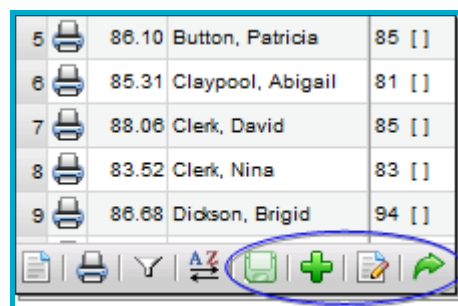 5 86.10 Button, Patricia 85 [ ]
6 85.31 Claypool, Abigail 81 [ ]
7 88.06 Clerk, David 85 [ ]
8 83.52 Clerk, Nina 83 [ ]
9 86.68 Dickson, Brigid 94 [ ]
AZ